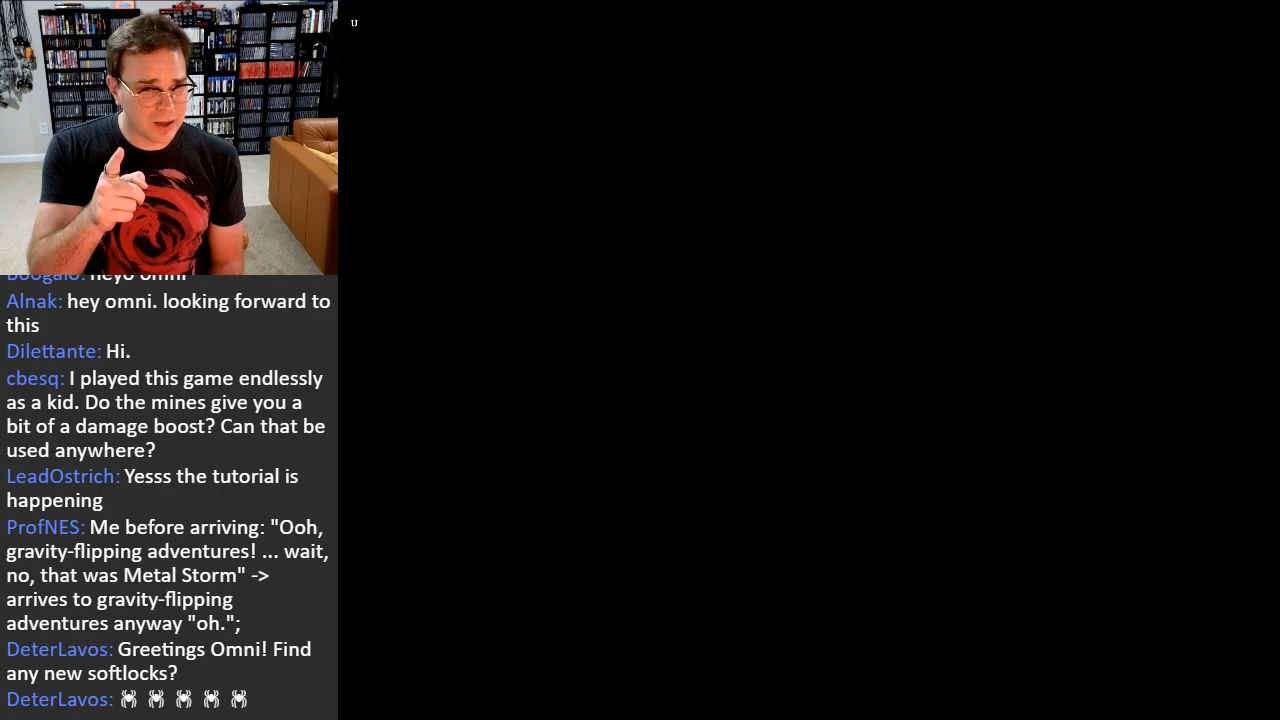 u
Boogalo: heyo omni
Alnak: hey omni. looking forward to
this
Dilettante: Hi.
cbesq: I played this game endlessly
as a kid. Do the mines give you a
bit of a damage boost? Can that be
used anywhere?
LeadOstrich: Yesss the tutorial is
happening
ProfNES: Me before arriving: "Ooh,
gravity-flipping adventures! ... wait,
no, that was Metal Storm" ->
arrives to gravity-flipping
adventures anyway "oh.";
DeterLavos: Greetings Omni! Find
any new softlocks?
DeterLavos: 🕷 🕷 🕷 🕷 🕷